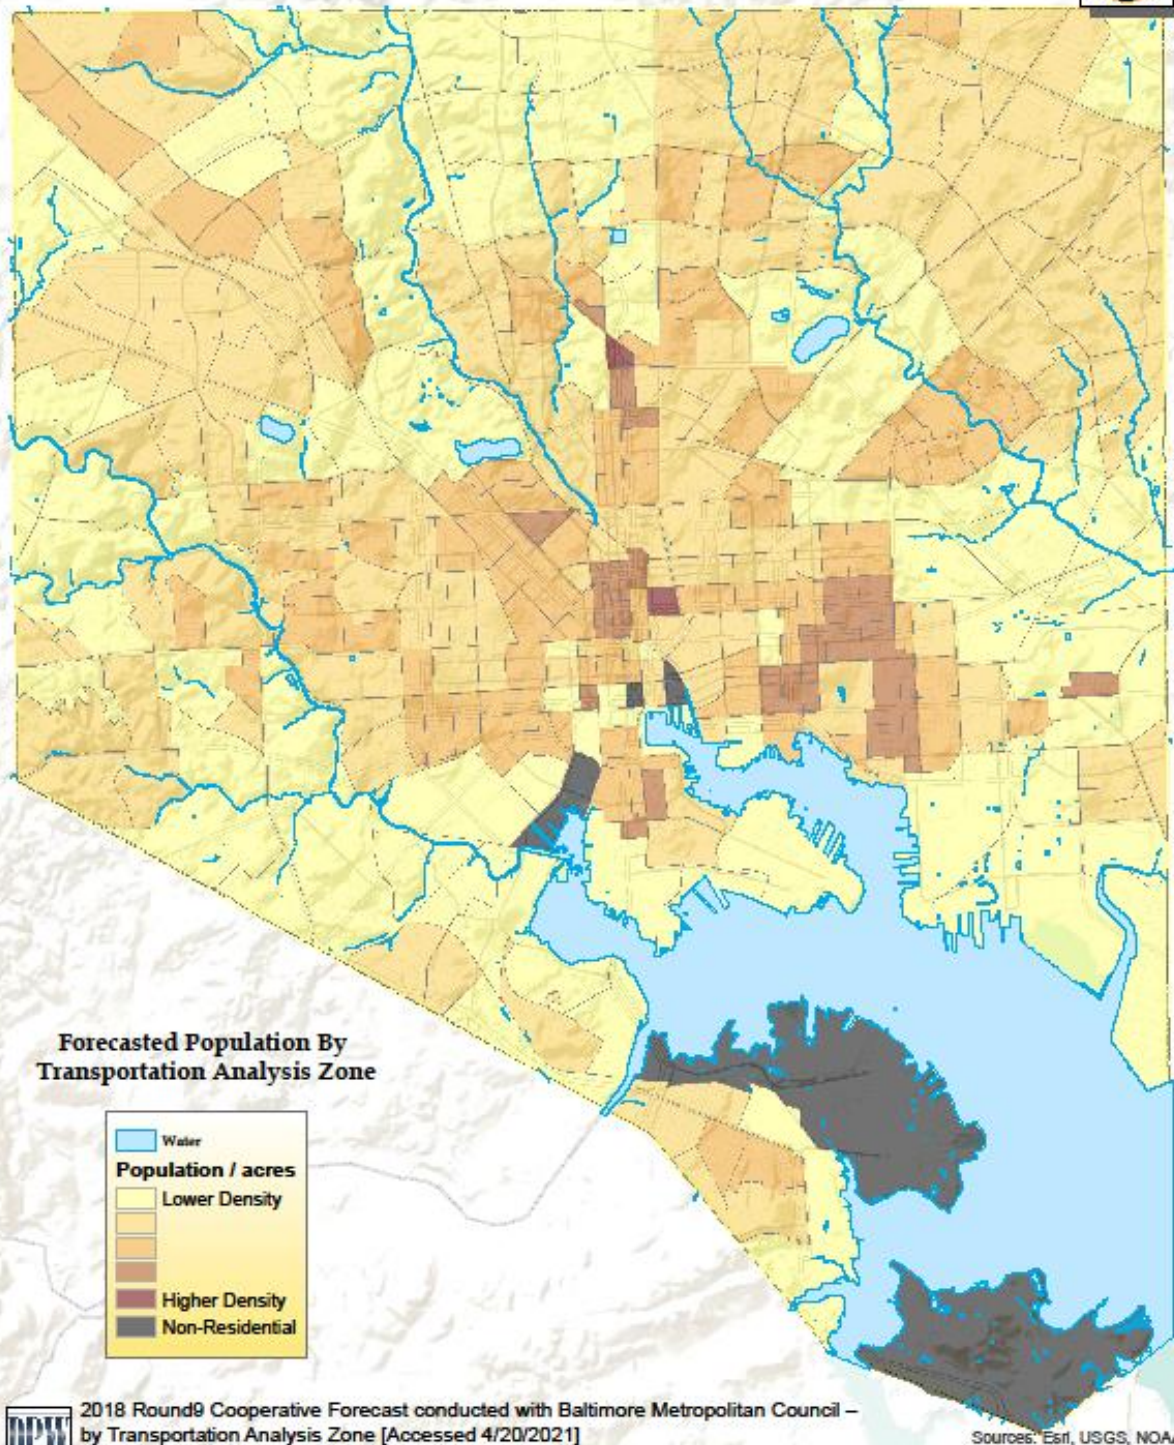 Forecasted Population By
Transportation Analysis Zone
Water
Population / acres
Lower Density
Higher Density
Non-Residential
DPW
2018 Round9 Cooperative Forecast conducted with Baltimore Metropolitan Council –
by Transportation Analysis Zone [Accessed 4/20/2021]
Sources: Esri, USGS, NOA